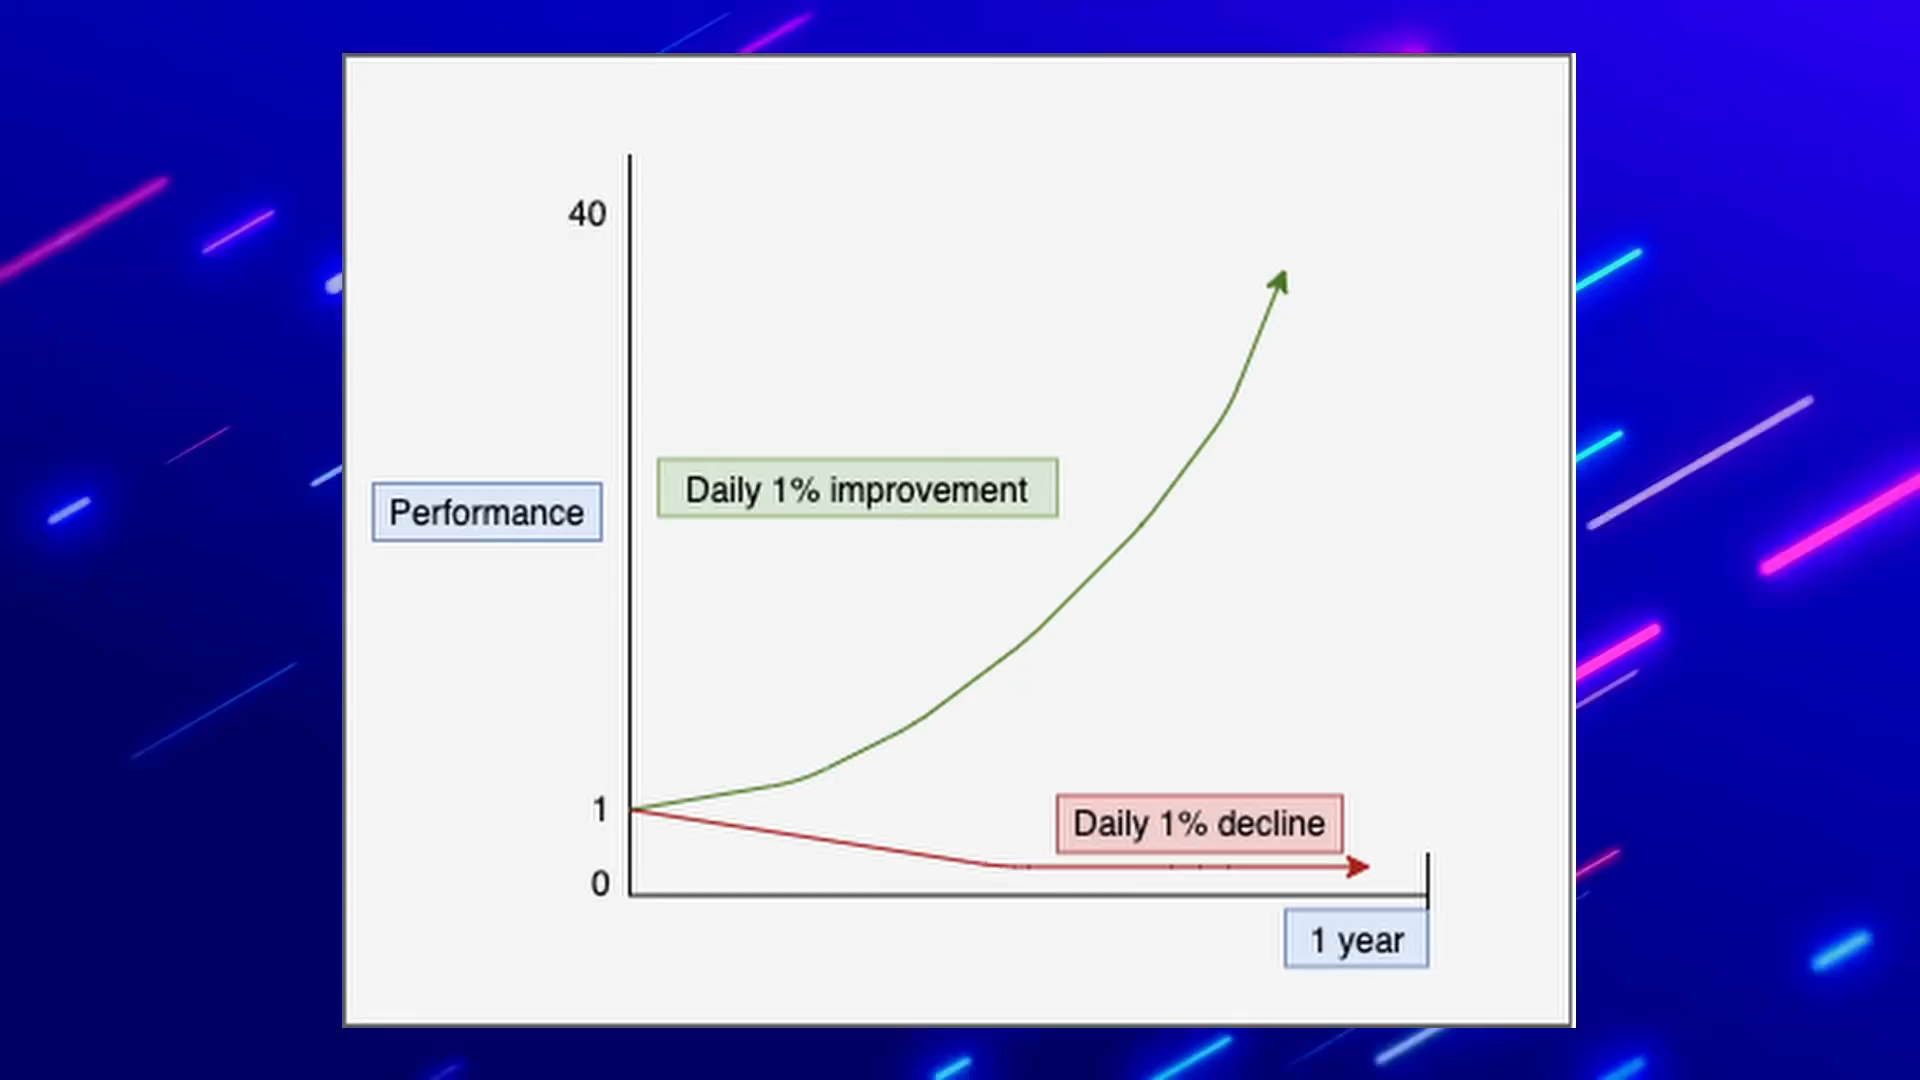 40
Performance
Daily 1% improvement
1
Daily 1% decline
0
1 year